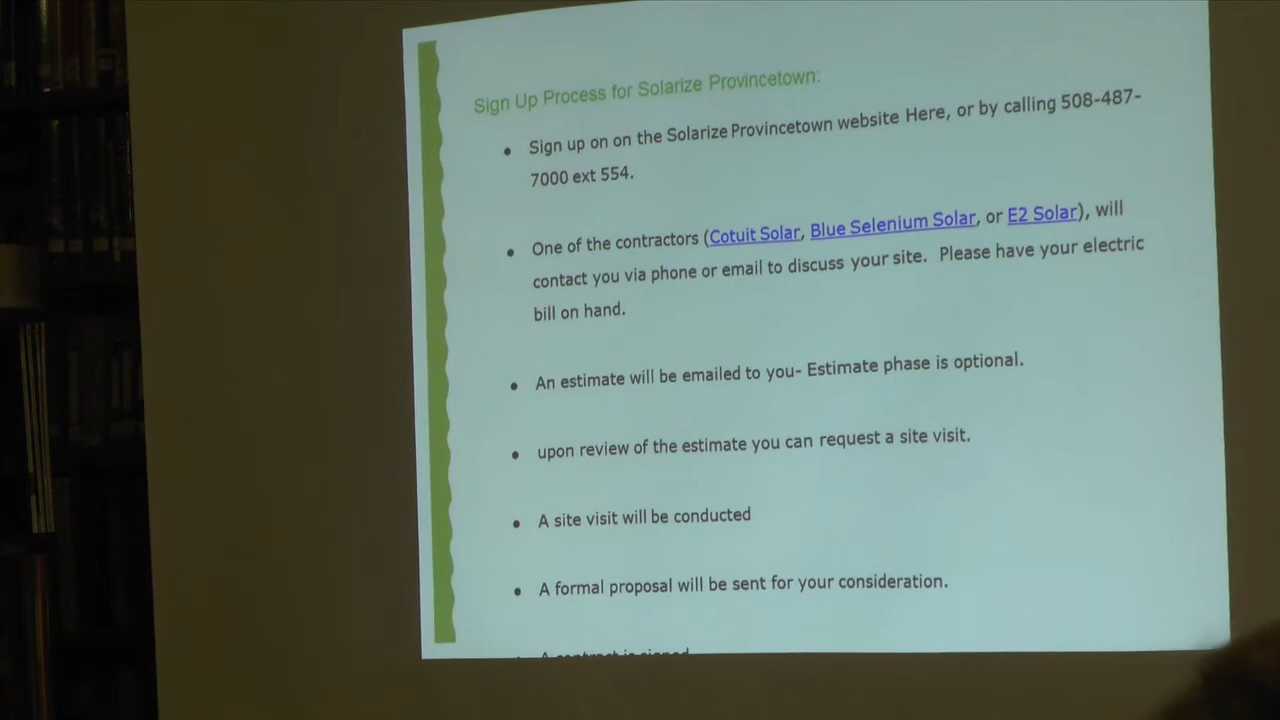 Sign Up Process for Solarize Provincetown:
• Sign up on on the Solarize Provincetown website Here, or by calling 508-487-
7000 ext 554.
• One of the contractors (Cotuit Solar, Blue Selenium Solar, or E2 Solar), will
contact you via phone or email to discuss your site. Please have your electric
bill on hand.
• An estimate will be emailed to you- Estimate phase is optional.
• upon review of the estimate you can request a site visit.
• A site visit will be conducted
• A formal proposal will be sent for your consideration.
• A contract is signed